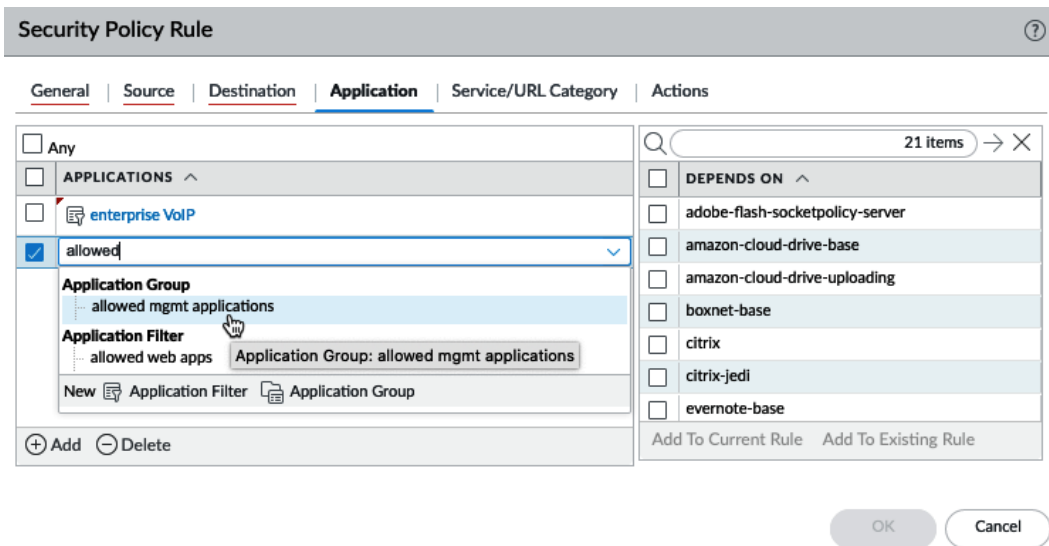 Security Policy Rule
General | Source | Destination | Application | Service/URL Category | Actions
Any
APPLICATIONS
enterprise VoIP
allowed
Application Group
allowed mgmt applications
Application Filter
allowed web apps
Application Group: allowed mgmt applications
New Application Filter Application Group
Add Delete
21 items
DEPENDS ON
adobe-flash-socketpolicy-server
amazon-cloud-drive-base
amazon-cloud-drive-uploading
boxnet-base
citrix
citrix-jedi
evernote-base
Add To Current Rule Add To Existing Rule
OK Cancel